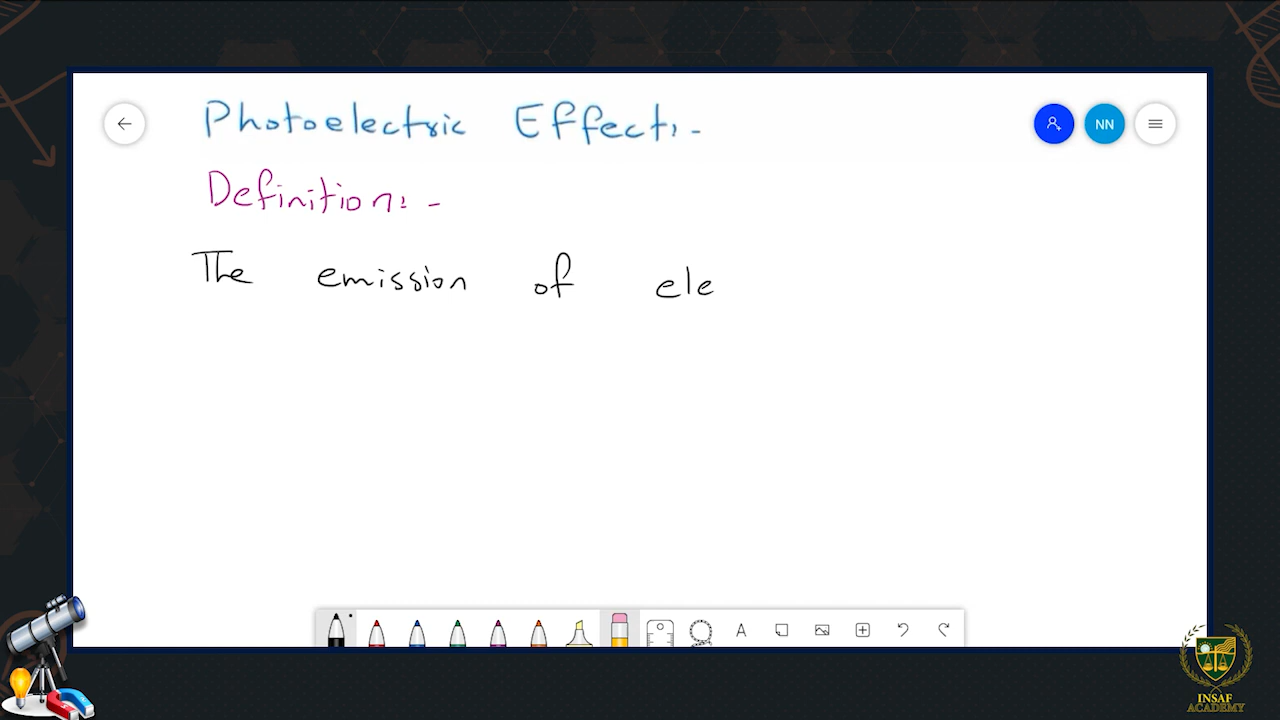 Photoelectric Effect:-
NN
Definition:-
The emission of ele
A
INSAF
ACADEMY